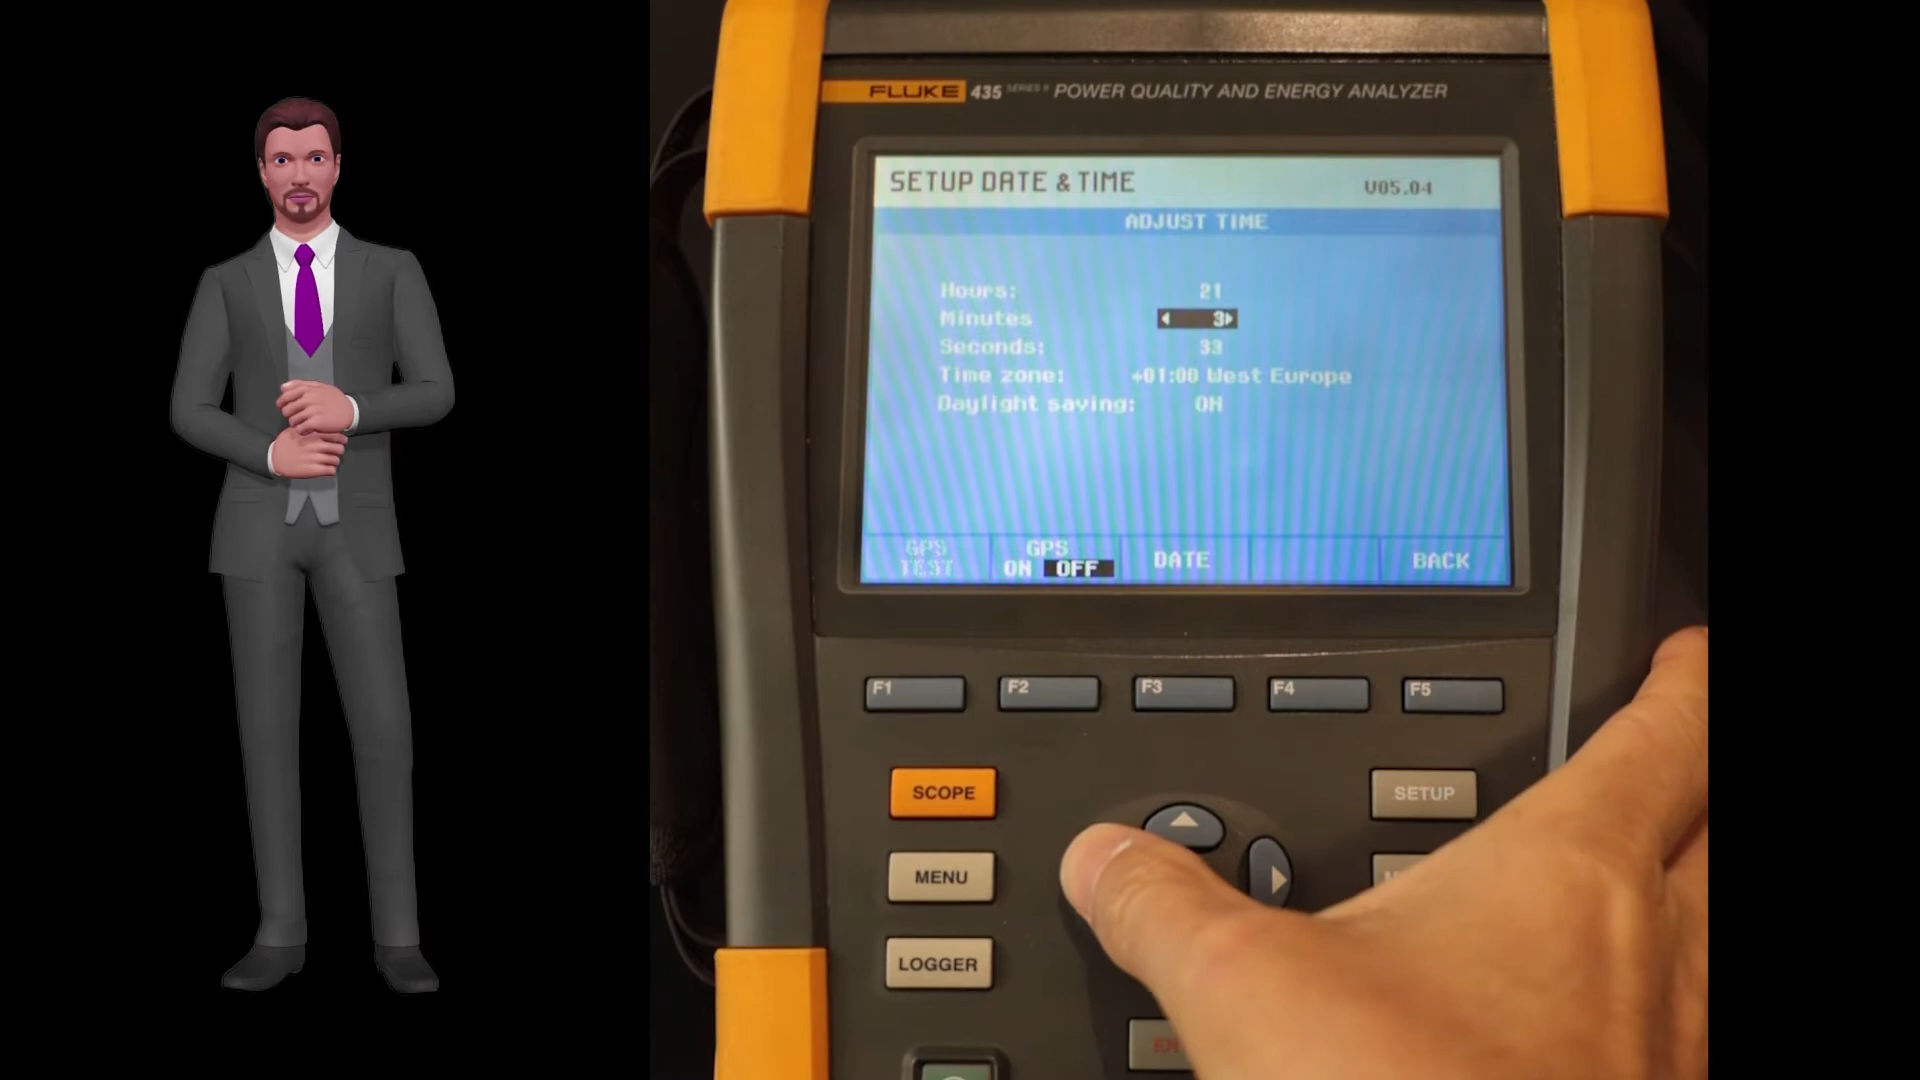 FLUKE 435 SERIES II POWER QUALITY AND ENERGY ANALYZER
SETUP DATE & TIME V05.04
ADJUST TIME
Hours: 21
Minutes 3
Seconds: 33
Time zone: +01:00 West Europe
Daylight saving: ON
GPS TEST
GPS ON OFF
DATE
BACK
F1 F2 F3 F4 F5
SCOPE
SETUP
MENU
LOGGER